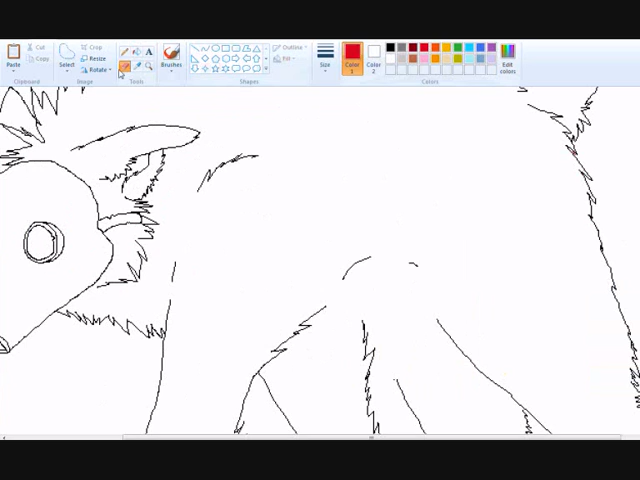 Paste
Cut
Copy
Clipboard
Select
Crop
Resize
Rotate
Image
A
Tools
Brushes
Outline
Fill
Shapes
Size
Color 1
Color 2
Edit colors
Colors